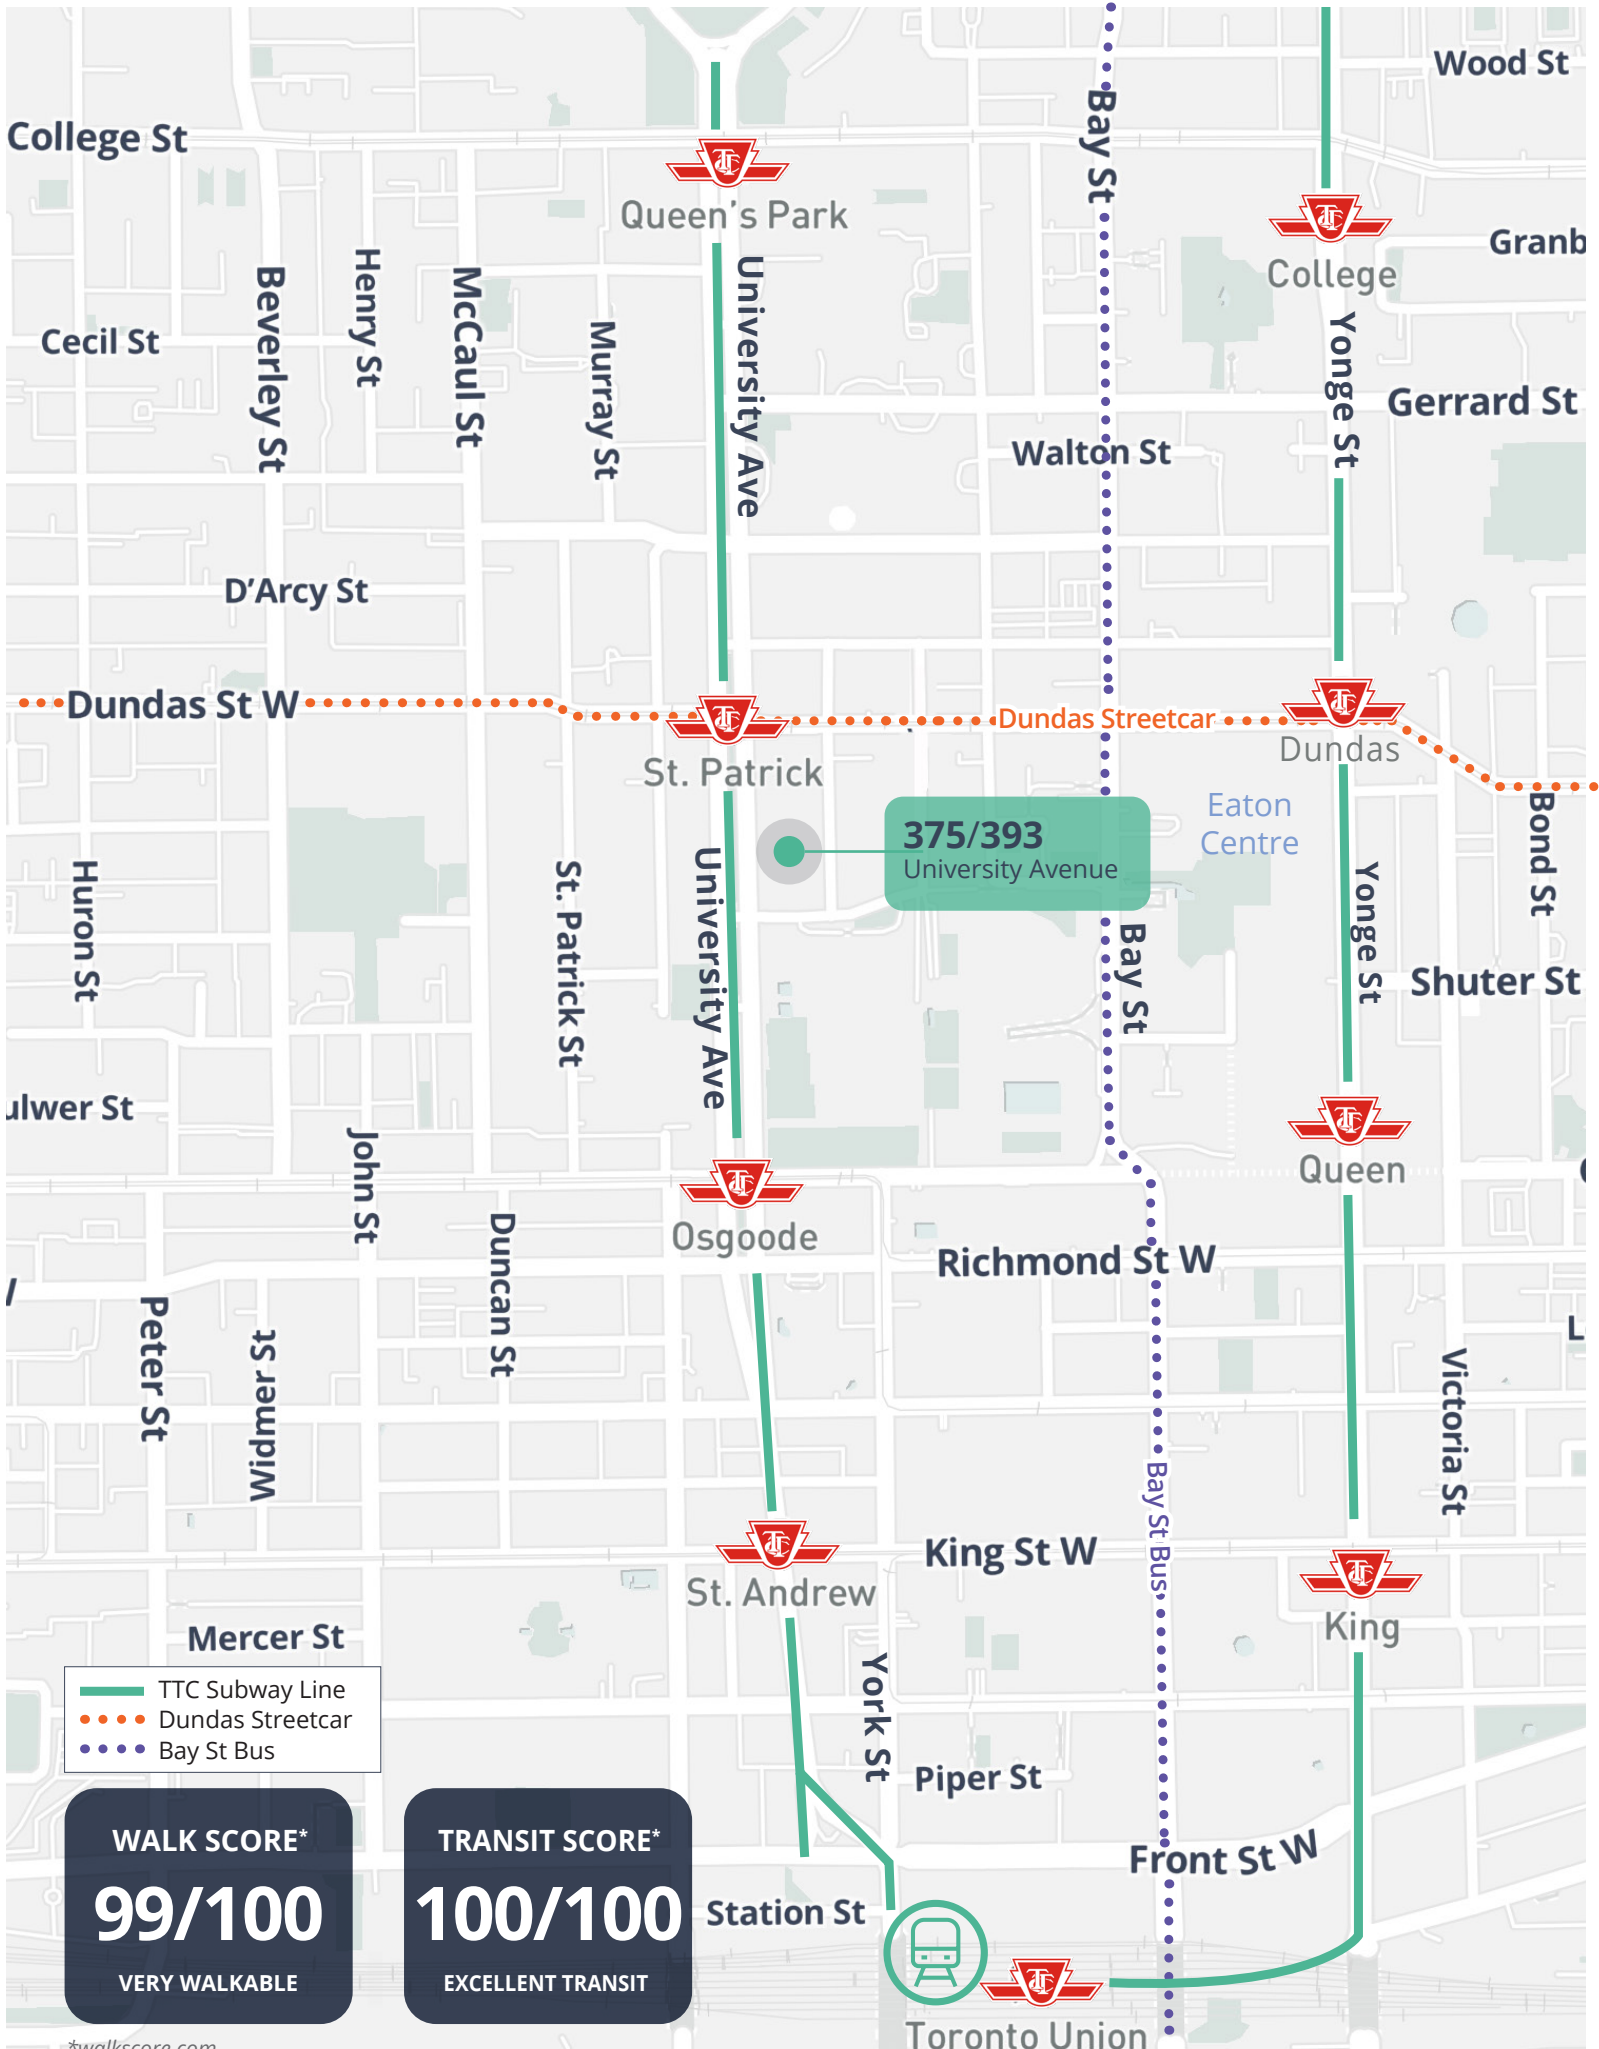 Wood St
College St
Bay St
Queen's Park
College
Granb
University Ave
Henry St
Beverley St
McCaul St
Murray St
Cecil St
Yonge St
Gerrard St
Walton St
D'Arcy St
Dundas St W
Dundas Streetcar
St. Patrick
Dundas
Eaton
Centre
375/393
University Avenue
Bond St
Huron St
St. Patrick St
University Ave
Bay St
Yonge St
Shuter St
ulwer St
John St
Queen
Osgoode
Duncan St
Richmond St W
Peter St
Widmer St
Victoria St
Bay St Bus
King St W
St. Andrew
King
Mercer St
York St
TTC Subway Line
Dundas Streetcar
Bay St Bus
Piper St
WALK SCORE*
99/100
VERY WALKABLE
TRANSIT SCORE*
100/100
EXCELLENT TRANSIT
Front St W
Station St
Toronto Union
*walkscore.com